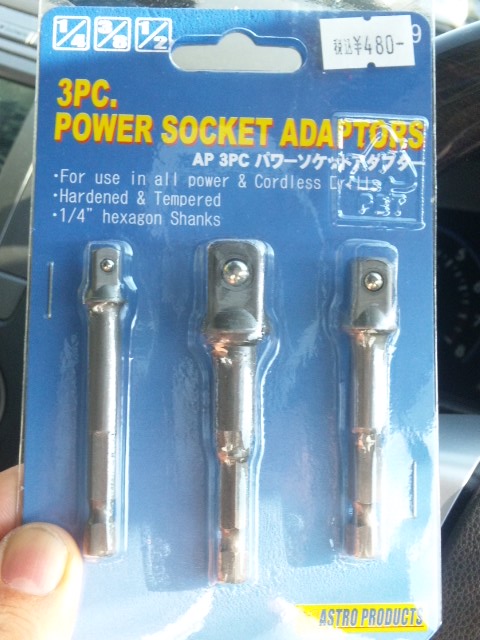 1/4 3/8 1/2
税込¥480-
9
3PC.
POWER SOCKET ADAPTORS
AP 3PC パワーソケットアダプター
・For use in all power & Cordless Drills
・Hardened & Tempered
・1/4" hexagon Shanks
ASTRO PRODUCTS